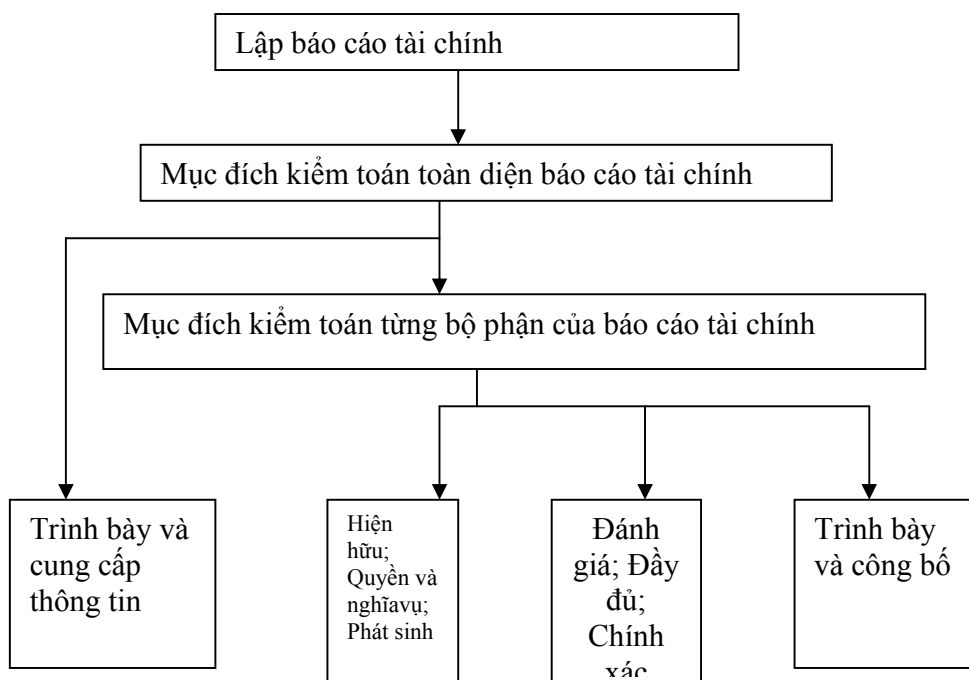 Lập báo cáo tài chính
Mục đích kiểm toán toàn diện báo cáo tài chính
Mục đích kiểm toán từng bộ phận của báo cáo tài chính
Trình bày và
cung cấp
thông tin
Hiện
hữu;
Quyền và
nghĩavụ;
Phát sinh
Đánh
giá; Đầy
đủ;
Chính
xác
Trình bày
và công bố